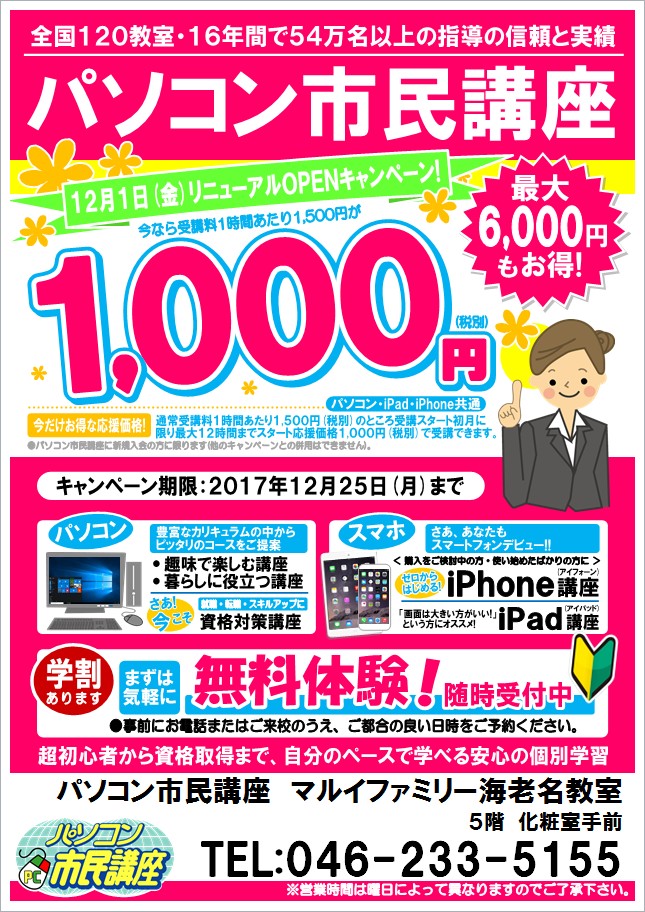 全国120教室・16年間で54万名以上の指導の信頼と実績
パソコン市民講座
12月1日(金)リニューアルOPENキャンペーン!
最大
6,000円
もお得!
今なら受講料1時間あたり1,500円が
1,000円
(税別)
パソコン・iPad・iPhone共通
今だけお得な応援価格!
通常受講料1時間あたり1,500円(税別)のところ受講スタート初月に
限り最大12時間までスタート応援価格1,000円(税別)で受講できます。
●パソコン市民講座に新規入会の方に限ります(他のキャンペーンとの併用はできません)。
キャンペーン期限:2017年12月25日(月)まで
パソコン
豊富なカリキュラムの中から
ピッタリのコースをご提案
・趣味で楽しむ講座
・暮らしに役立つ講座
さあ!
今こそ
就職・転職・スキルアップに
資格対策講座
スマホ
さあ、あなたも
スマートフォンデビュー!!
<購入をご検討中の方・使い始めたばかりの方に>
ゼロから
はじめる!
(アイフォーン)
iPhone講座
「画面は大きい方がいい!」
という方にオススメ!
(アイパッド)
iPad講座
学割
あります
まずは
気軽に
無料体験!随時受付中
●事前にお電話またはご来校のうえ、ご都合の良い日時をご予約ください。
超初心者から資格取得まで、自分のペースで学べる安心の個別学習
パソコン市民講座 マルイファミリー海老名教室
5階 化粧室手前
パソコン
市民講座
PC
TEL:046-233-5155
※営業時間は曜日によって異なりますのでご了承下さい。